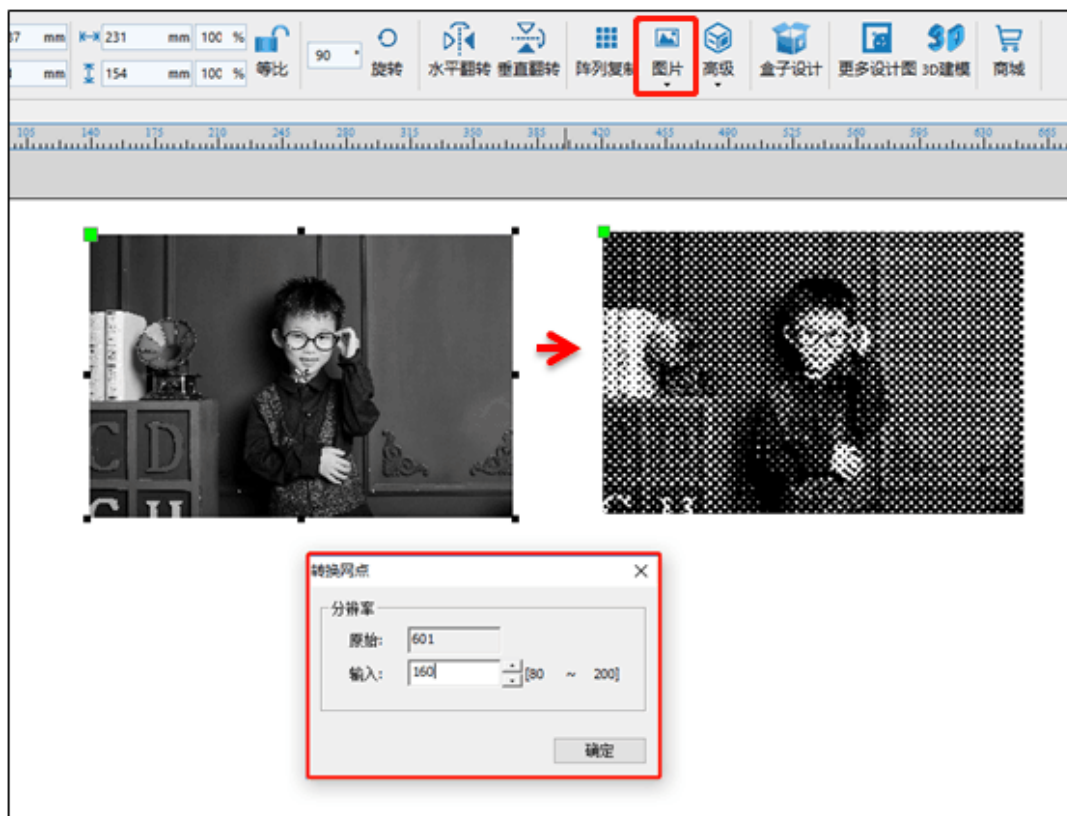 mm 231 mm 100 % 等比 90 ° 旋转 水平翻转 垂直翻转 阵列复制 图片 高级 盒子设计 更多设计图 3D建模 商城
mm 154 mm 100 %
105 140 175 210 245 280 315 350 385 420 455 490 525 560 595 630 665
C D
转换网点
分辨率
原始: 601
输入: 160 [80 ~ 200]
确定